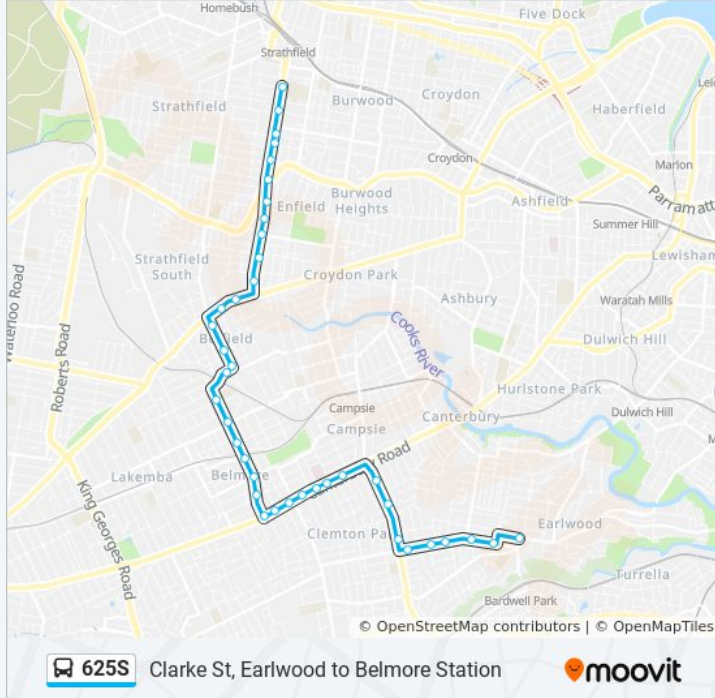 Homebush
Five Dock
Strathfield
Strathfield
Burwood
Croydon
Haberfield
Croydon
Marion
Burwood
Heights
Enfield
Ashfield
Parramatt
Summer Hill
Strathfield
South
Croydon Park
Lewisham
Waterloo Road
Roberts Road
Ashbury
Waratah Mills
Cooks River
Dulwich Hill
Hurlstone Park
Campsie
Campsie
Canterbury
Dulwich Hill
Lakemba
King Georges Road
Earlwood
Turrella
Bardwell Park
© OpenStreetMap contributors | © OpenMapTiles
625S Clarke St, Earlwood to Belmore Station
moovit